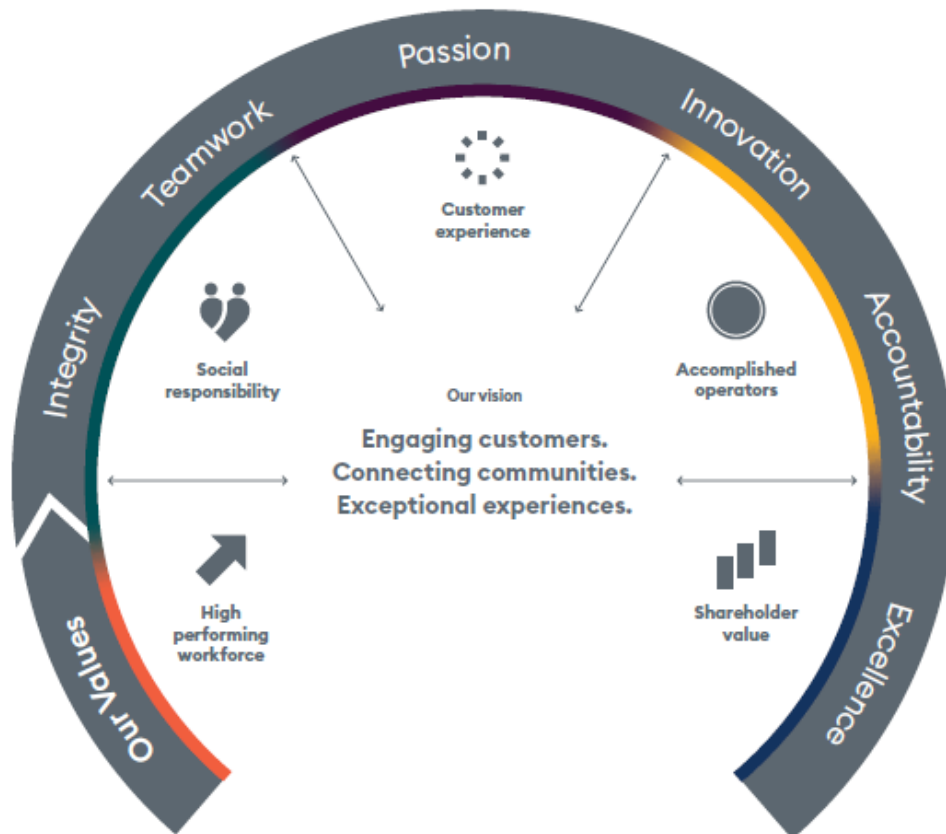 Our Values
Integrity
Teamwork
Passion
Innovation
Accountability
Excellence
Customer
experience
Social
responsibility
Accomplished
operators
Our vision
Engaging customers.
Connecting communities.
Exceptional experiences.
High
performing
workforce
Shareholder
value